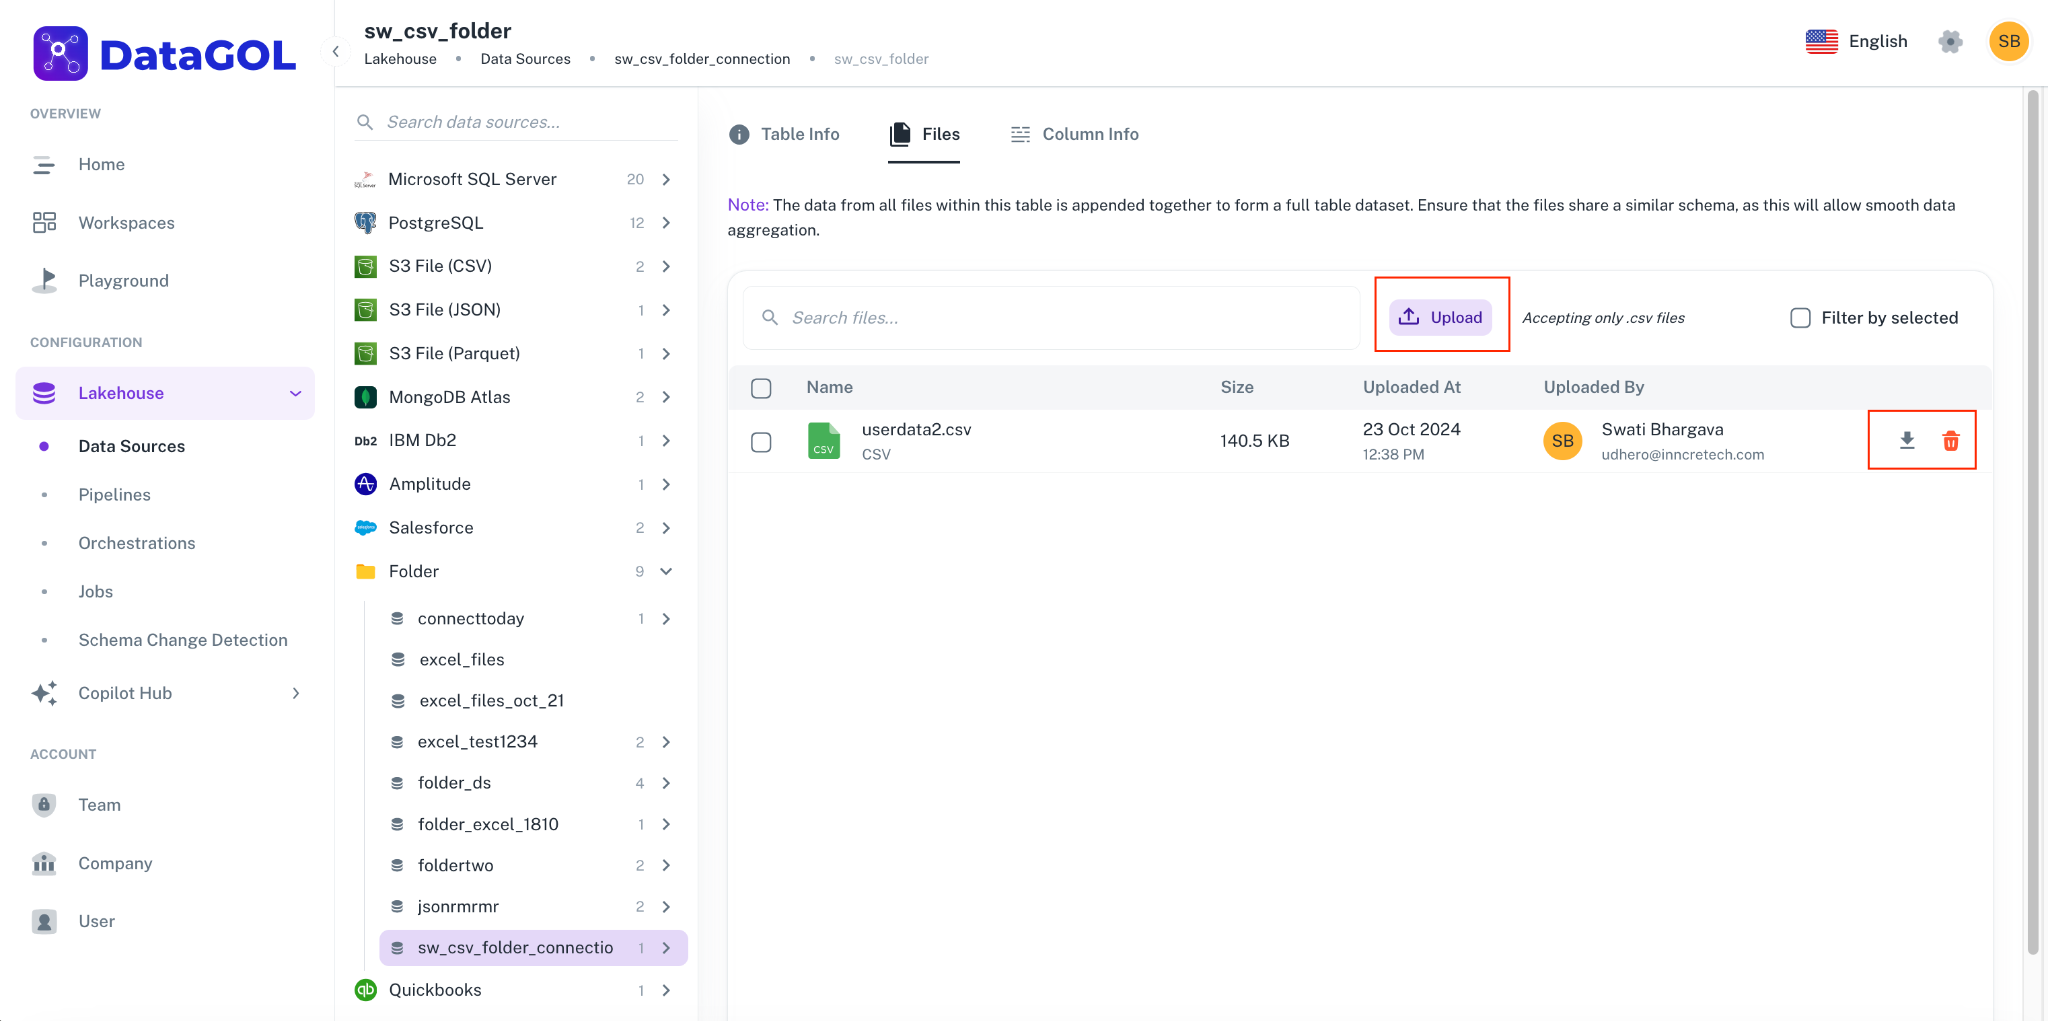 DataGOL
OVERVIEW
Home
Workspaces
Playground
CONFIGURATION
Lakehouse
Data Sources
Pipelines
Orchestrations
Jobs
Schema Change Detection
Copilot Hub
ACCOUNT
Team
Company
User
sw_csv_folder
Lakehouse • Data Sources • sw_csv_folder_connection • sw_csv_folder
English
SB
Search data sources...
Microsoft SQL Server 20
PostgreSQL 12
S3 File (CSV) 2
S3 File (JSON) 1
S3 File (Parquet) 1
MongoDB Atlas 2
Db2 IBM Db2 1
Amplitude 1
Salesforce 2
Folder 9
connecttoday 1
excel_files
excel_files_oct_21
excel_test1234 2
folder_ds 4
folder_excel_1810 1
foldertwo 2
jsonrmrmr 2
sw_csv_folder_connectio 1
qb Quickbooks 1
Table Info
Files
Column Info
Note: The data from all files within this table is appended together to form a full table dataset. Ensure that the files share a similar schema, as this will allow smooth data
aggregation.
Search files...
Upload
Accepting only .csv files
Filter by selected
Name Size Uploaded At Uploaded By
CSV
userdata2.csv
CSV
140.5 KB
23 Oct 2024
12:38 PM
SB
Swati Bhargava
udhero@inncretech.com